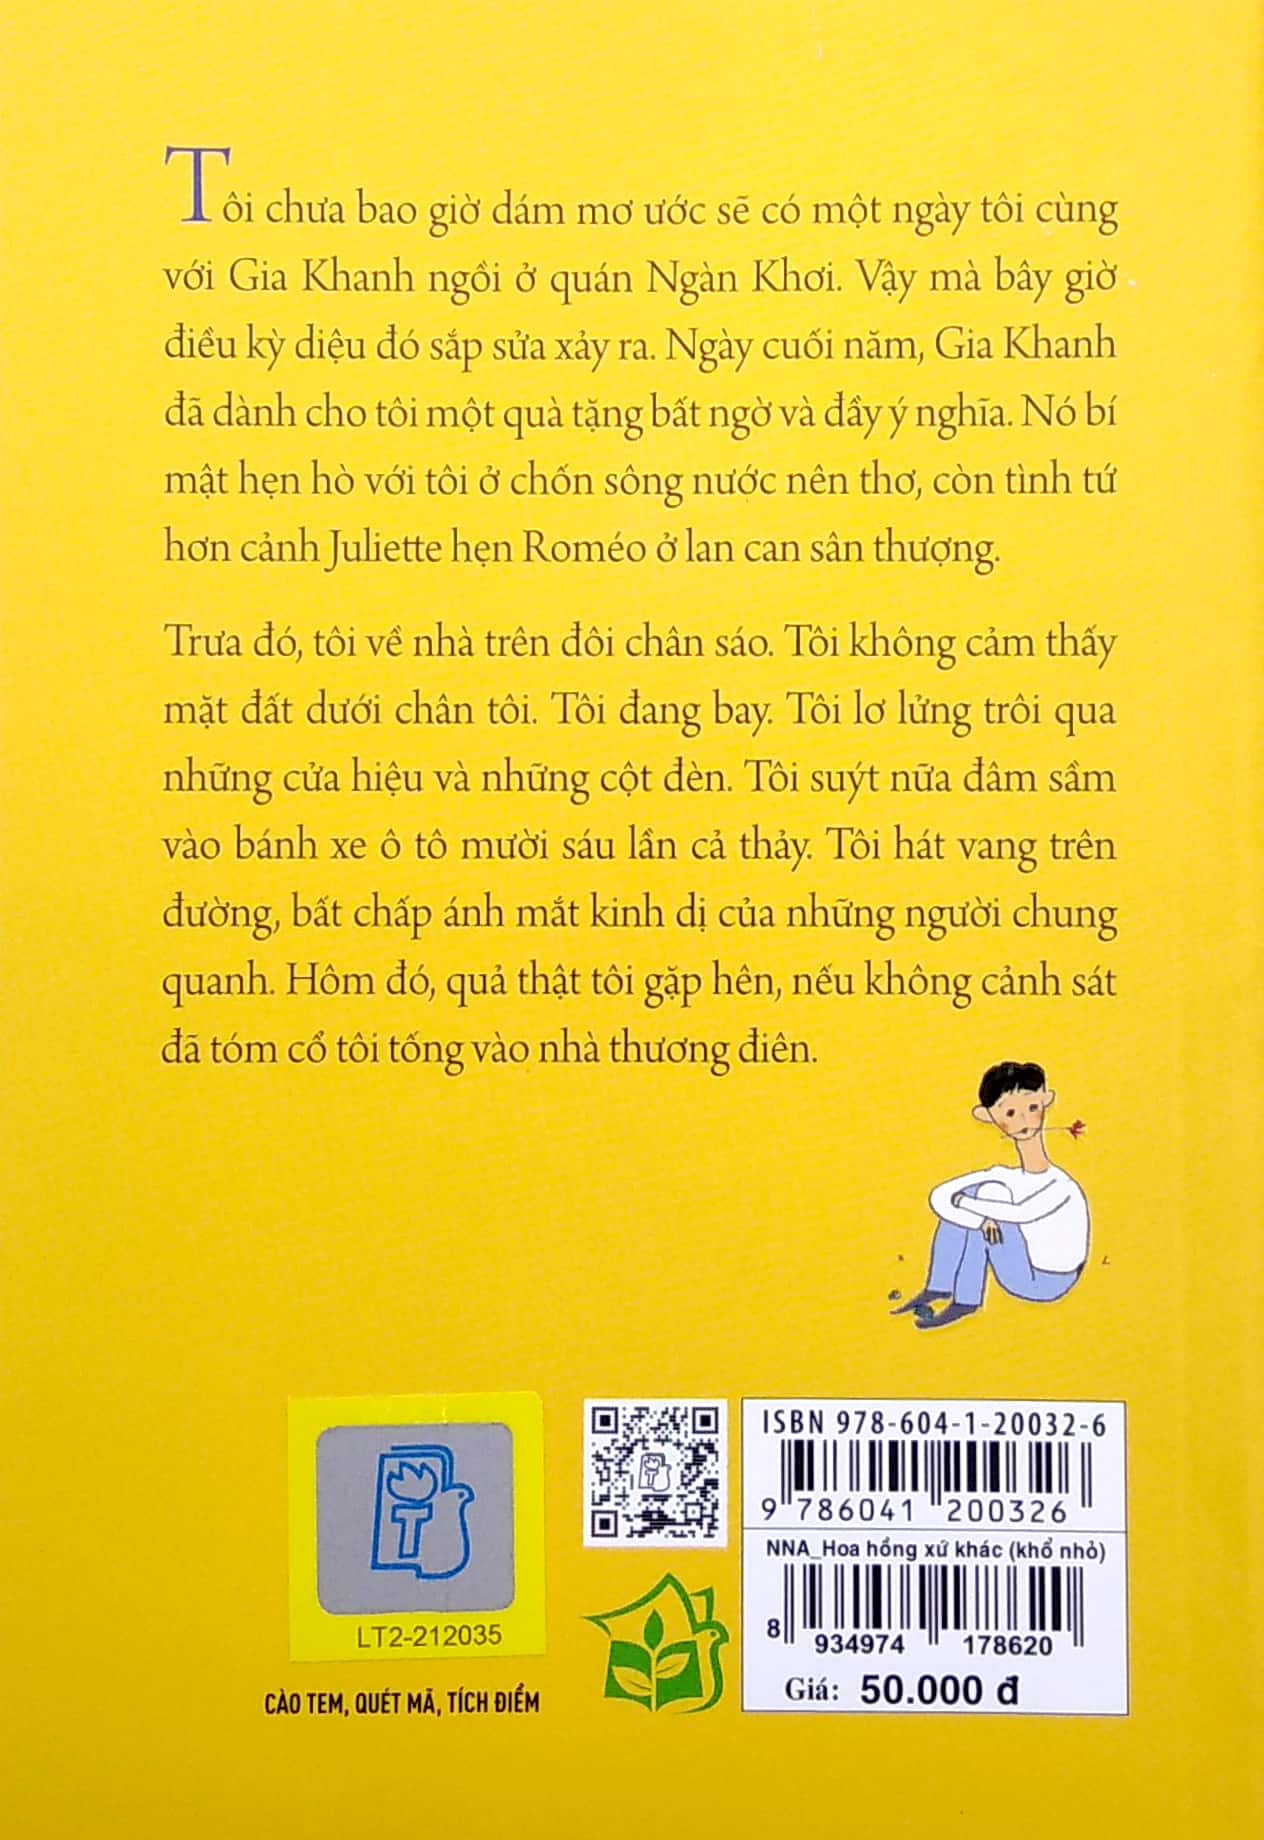 Tôi chưa bao giờ dám mơ ước sẽ có một ngày tôi cùng
với Gia Khanh ngồi ở quán Ngàn Khơi. Vậy mà bây giờ
điều kỳ diệu đó sắp sửa xảy ra. Ngày cuối năm, Gia Khanh
đã dành cho tôi một quà tặng bất ngờ và đầy ý nghĩa. Nó bí
mật hẹn hò với tôi ở chốn sông nước nên thơ, còn tình tứ
hơn cảnh Juliette hẹn Roméo ở lan can sân thượng.
Trưa đó, tôi về nhà trên đôi chân sáo. Tôi không cảm thấy
mặt đất dưới chân tôi. Tôi đang bay. Tôi lơ lửng trôi qua
những cửa hiệu và những cột đèn. Tôi suýt nữa đâm sầm
vào bánh xe ô tô mười sáu lần cả thảy. Tôi hát vang trên
đường, bất chấp ánh mắt kinh dị của những người chung
quanh. Hôm đó, quả thật tôi gặp hên, nếu không cảnh sát
đã tóm cổ tôi tống vào nhà thương điên.
T
LT2-212035
CÀO TEM, QUÉT MÃ, TÍCH ĐIỂM
ISBN 978-604-1-20032-6
9 786041 200326
NNA_Hoa hồng xứ khác (khổ nhỏ)
8 934974 178620
Giá: 50.000 đ